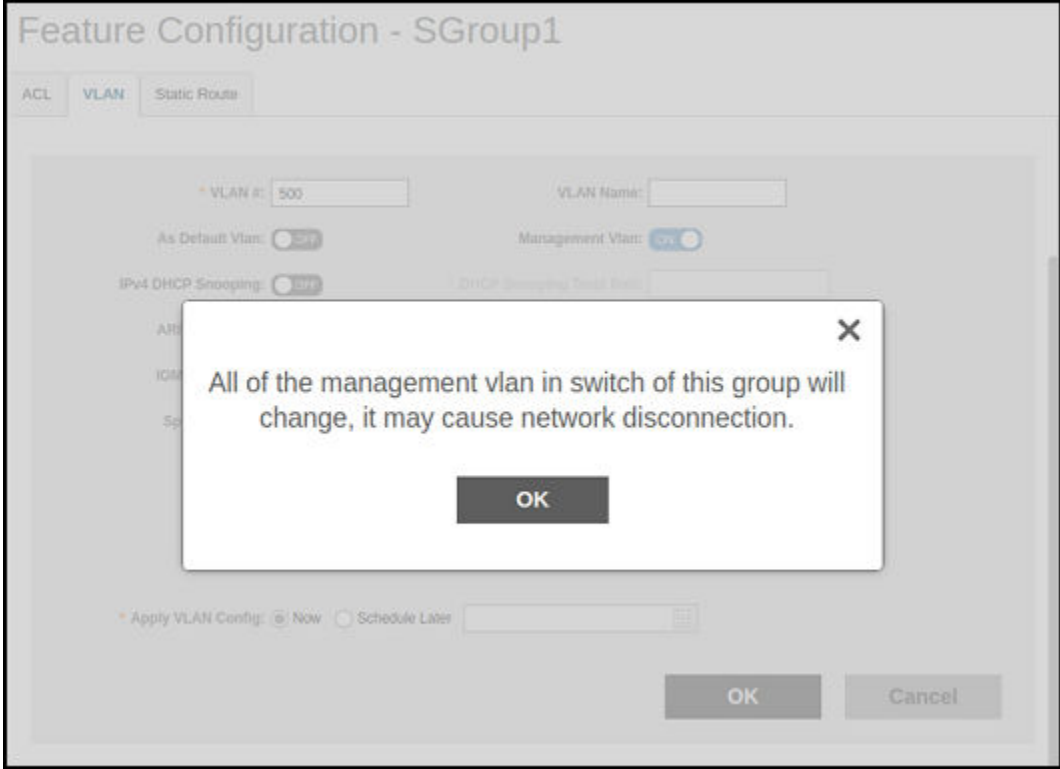 Feature Configuration - SGroup1
ACL VLAN Static Route
* VLAN #: 500 VLAN Name:
As Default Vlan: OFF Management Vlan: ON
IPv4 DHCP Snooping: OFF
All of the management vlan in switch of this group will
change, it may cause network disconnection.
OK
* Apply VLAN Config: Now Schedule Later
OK Cancel